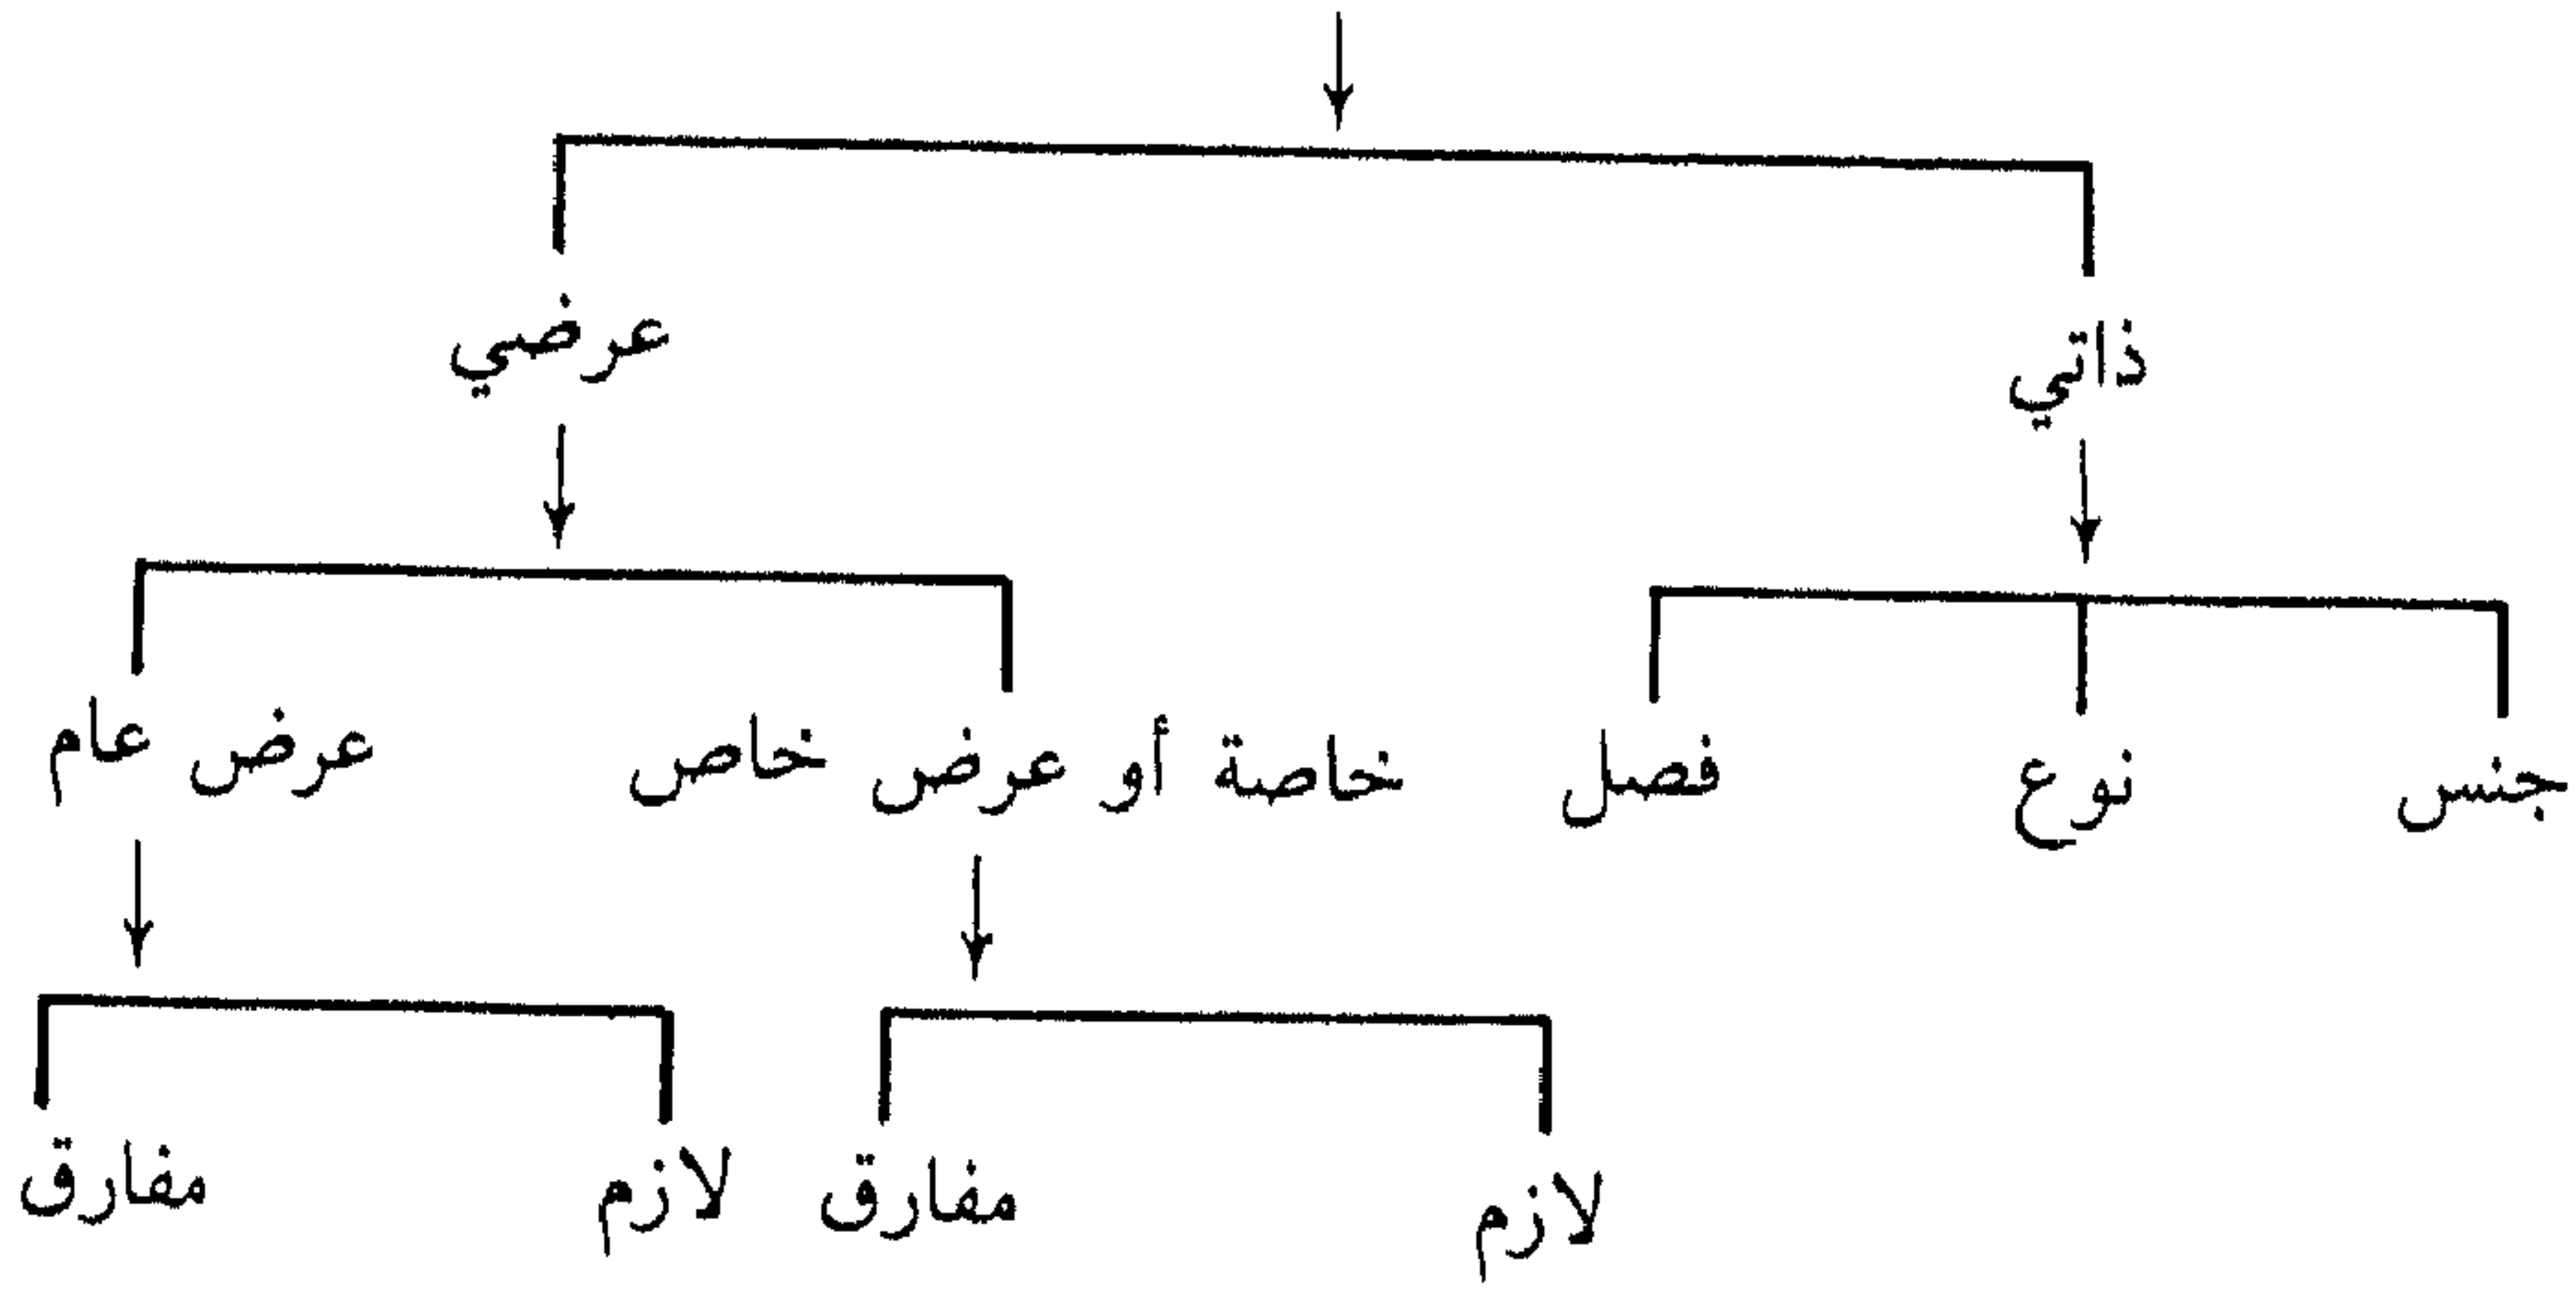 ذاتي عرضي
جنس نوع فصل خاصة أو عرض خاص عرض عام
لازم مفارق لازم مفارق